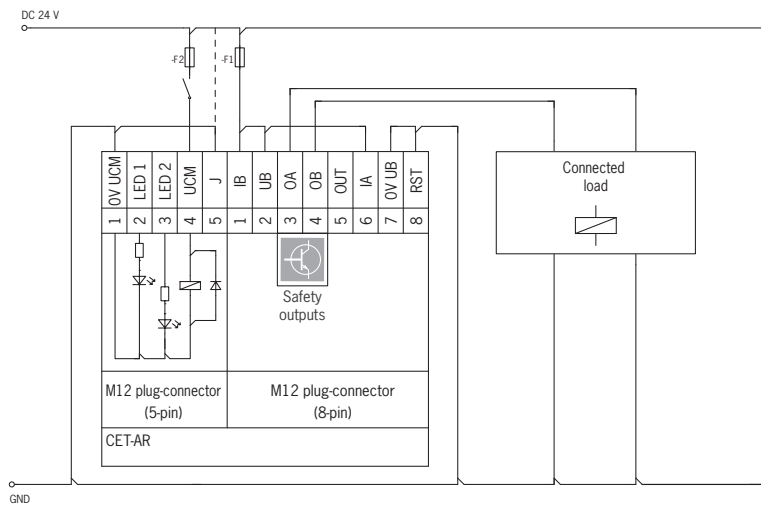 DC 24 V
-F2
-F1
0V UCM
LED 1
LED 2
UCM
J
IB
UB
OA
OB
OUT
IA
0V UB
RST
1
2
3
4
5
1
2
3
4
5
6
7
8
Connected
load
Safety
outputs
M12 plug-connector
(5-pin)
M12 plug-connector
(8-pin)
CET-AR
GND